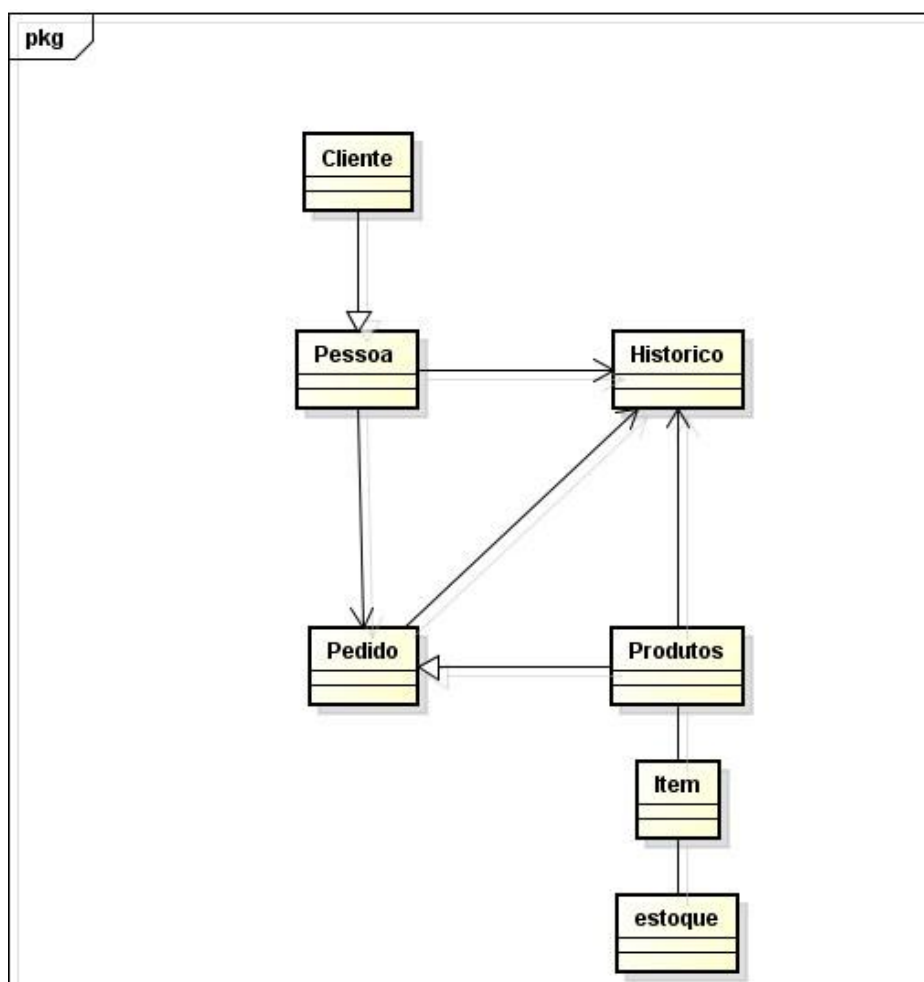 pkg
Cliente
Pessoa
Historico
Pedido
Produtos
Item
estoque